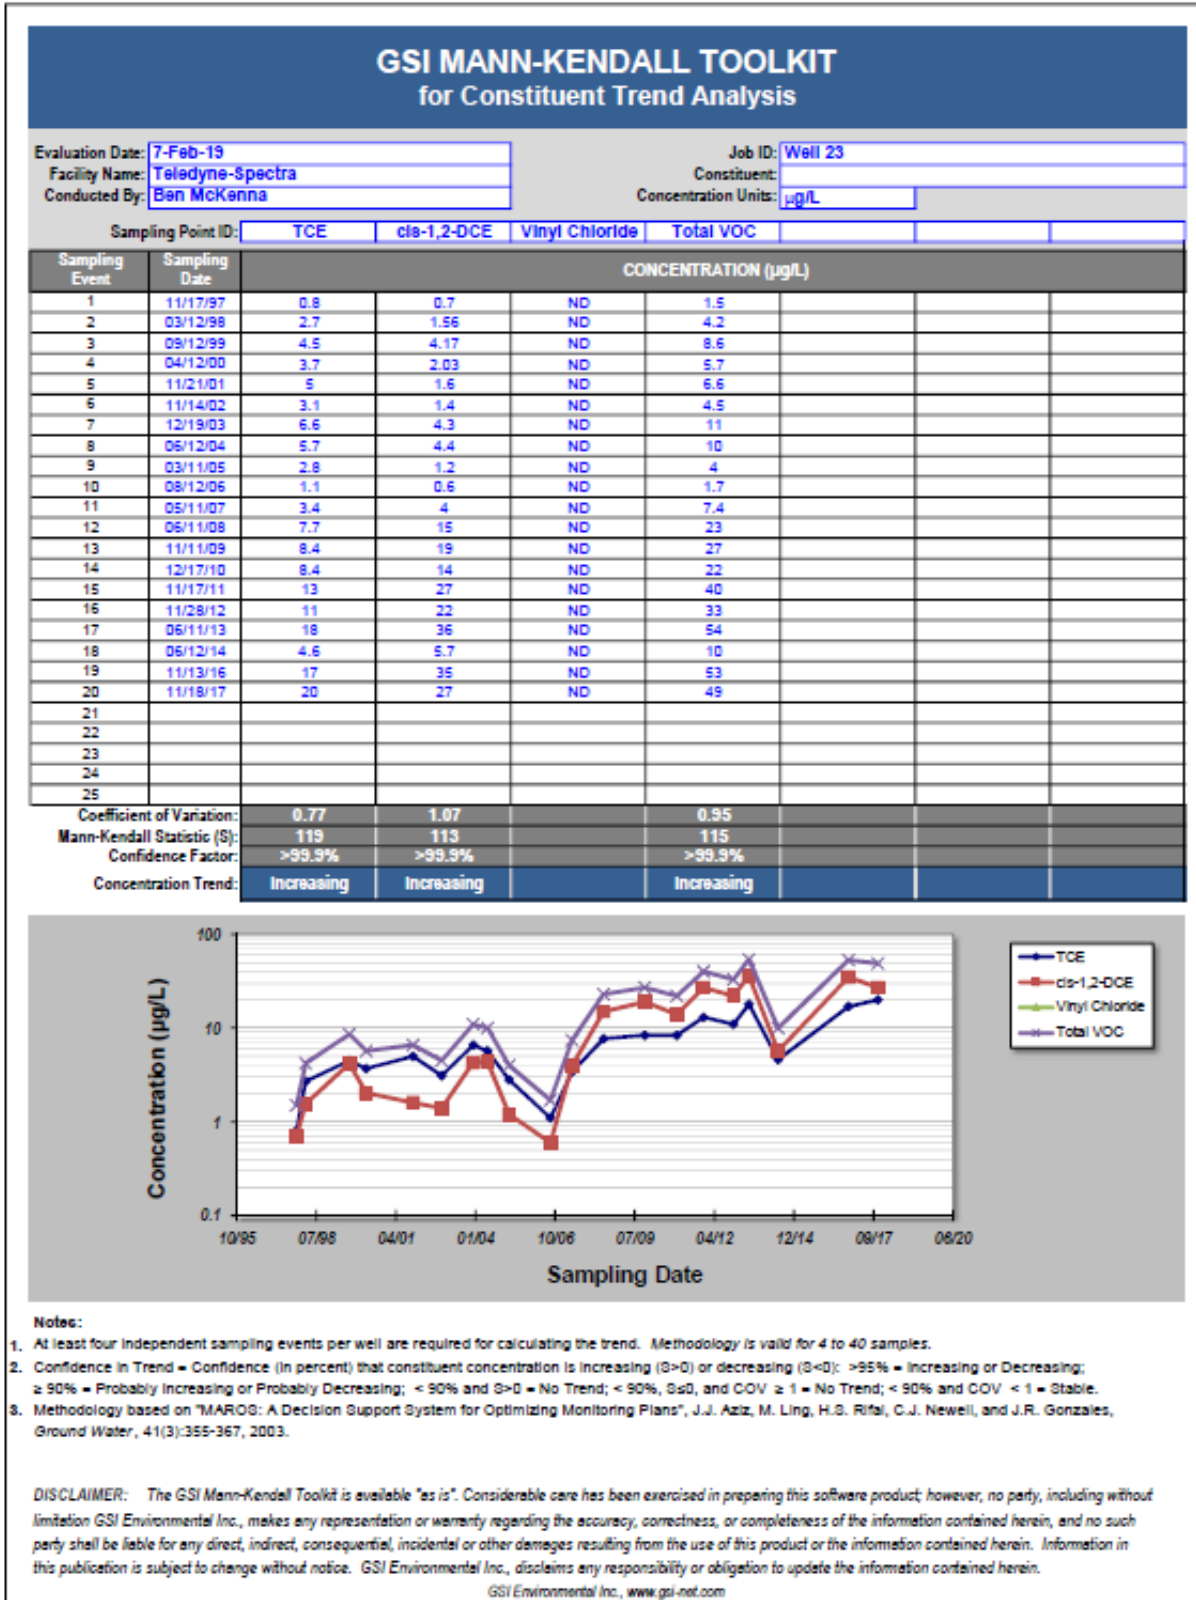 GSI MANN-KENDALL TOOLKIT
for Constituent Trend Analysis
Evaluation Date: 7-Feb-19 Job ID: Well 23
Facility Name: Teledyne-Spectra Constituent:
Conducted By: Ben McKenna Concentration Units: µg/L
Sampling Point ID: TCE cis-1,2-DCE Vinyl Chloride Total VOC
Sampling Event Sampling Date CONCENTRATION (µg/L)
1 11/17/97 0.8 0.7 ND 1.5
2 03/12/98 2.7 1.56 ND 4.2
3 09/12/99 4.5 4.17 ND 8.6
4 04/12/00 3.7 2.03 ND 5.7
5 11/21/01 5 1.6 ND 6.6
6 11/14/02 3.1 1.4 ND 4.5
7 12/19/03 6.6 4.3 ND 11
8 06/12/04 5.7 4.4 ND 10
9 03/11/05 2.8 1.2 ND 4
10 08/12/06 1.1 0.6 ND 1.7
11 05/11/07 3.4 4 ND 7.4
12 06/11/08 7.7 15 ND 23
13 11/11/09 8.4 19 ND 27
14 12/17/10 8.4 14 ND 22
15 11/17/11 13 27 ND 40
16 11/28/12 11 22 ND 33
17 06/11/13 18 36 ND 54
18 06/12/14 4.6 5.7 ND 10
19 11/13/16 17 35 ND 53
20 11/18/17 20 27 ND 49
21
22
23
24
25
Coefficient of Variation: 0.77 1.07 0.95
Mann-Kendall Statistic (S): 119 113 115
Confidence Factor: >99.9% >99.9% >99.9%
Concentration Trend: Increasing Increasing Increasing
Concentration (µg/L)
100
10
1
0.1
10/95 07/98 04/01 01/04 10/06 07/09 04/12 12/14 09/17 06/20
Sampling Date
TCE
cis-1,2-DCE
Vinyl Chloride
Total VOC
Notes:
1. At least four independent sampling events per well are required for calculating the trend. Methodology is valid for 4 to 40 samples.
2. Confidence in Trend = Confidence (in percent) that constituent concentration is increasing (S>0) or decreasing (S<0): >95% = Increasing or Decreasing;
≥ 90% = Probably Increasing or Probably Decreasing; < 90% and S>0 = No Trend; < 90%, S≤0, and COV ≥ 1 = No Trend; < 90% and COV < 1 = Stable.
3. Methodology based on "MAROS: A Decision Support System for Optimizing Monitoring Plans", J.J. Aziz, M. Ling, H.S. Rifai, C.J. Newell, and J.R. Gonzales,
Ground Water, 41(3):355-367, 2003.
DISCLAIMER: The GSI Mann-Kendall Toolkit is available "as is". Considerable care has been exercised in preparing this software product; however, no party, including without
limitation GSI Environmental Inc., makes any representation or warranty regarding the accuracy, correctness, or completeness of the information contained herein, and no such
party shall be liable for any direct, indirect, consequential, incidental or other damages resulting from the use of this product or the information contained herein. Information in
this publication is subject to change without notice. GSI Environmental Inc., disclaims any responsibility or obligation to update the information contained herein.
GSI Environmental Inc., www.gsi-net.com